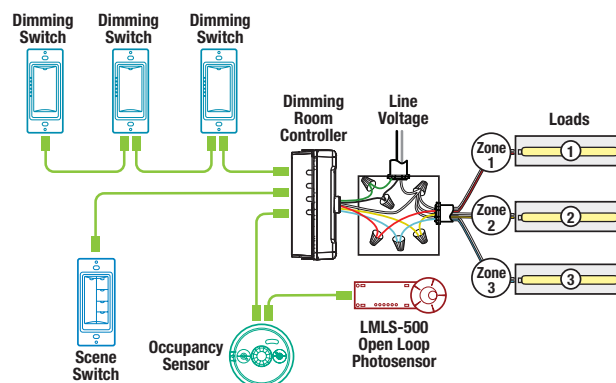 Dimming
Switch
Dimming
Switch
Dimming
Switch
Dimming
Room
Controller
Line
Voltage
Loads
Zone
1
1
Zone
2
2
Zone
3
3
Scene
Switch
Occupancy
Sensor
LMLS-500
Open Loop
Photosensor